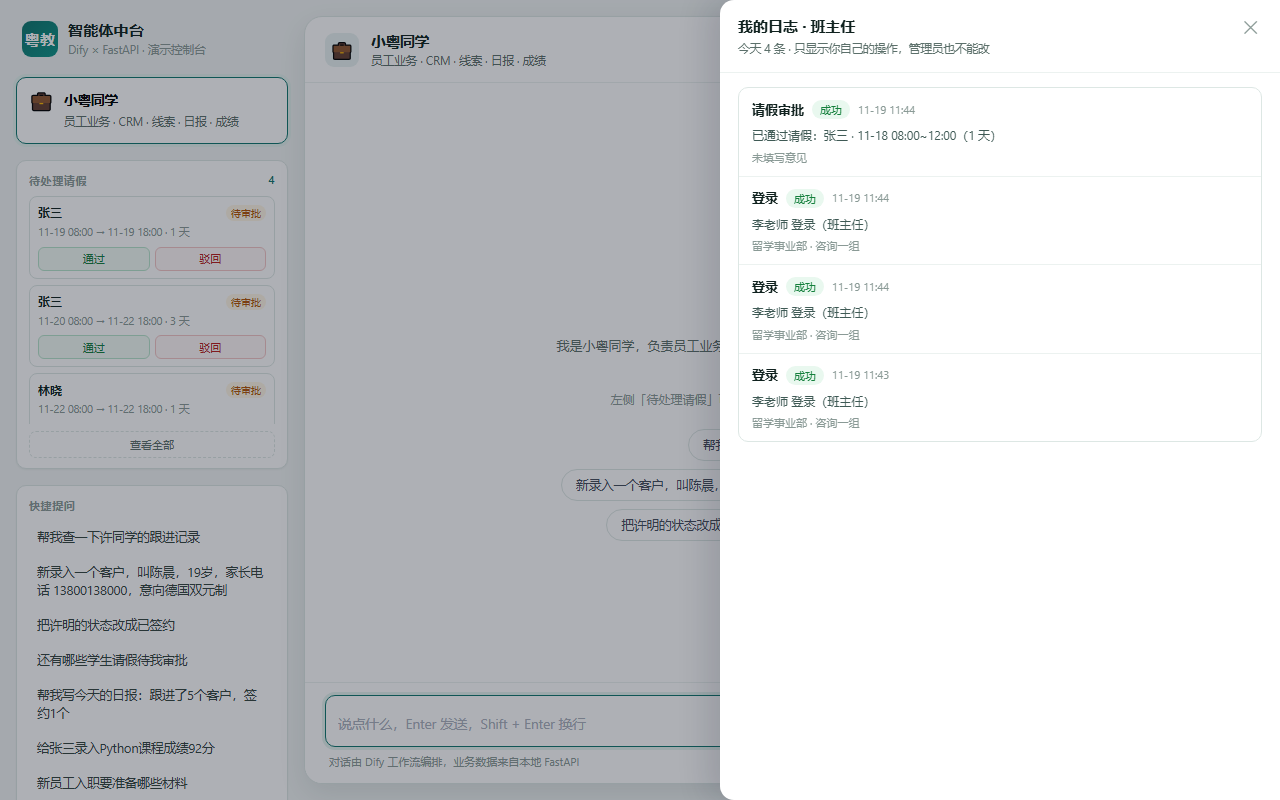 粤教
智能体中台
Dify × FastAPI · 演示控制台
小粤同学
员工业务 · CRM · 线索 · 日报 · 成绩
待处理请假 4
张三 待审批
11-19 08:00 → 11-19 18:00 · 1 天
通过 驳回
张三 待审批
11-20 08:00 → 11-22 18:00 · 3 天
通过 驳回
林晓 待审批
11-22 08:00 → 11-22 18:00 · 1 天
查看全部
快捷提问
帮我查一下许同学的跟进记录
新录入一个客户，叫陈晨，19岁，家长电
话 13800138000，意向德国双元制
把许明的状态改成已签约
还有哪些学生请假待我审批
帮我写今天的日报：跟进了5个客户，签
约1个
给张三录入Python课程成绩92分
新员工入职要准备哪些材料
小粤同学
员工业务 · CRM · 线索 · 日报 · 成绩
我是小粤同学，负责员工业务
左侧「待处理请假」
帮
新录入一个客户，叫陈晨，
把许明的状态改成
说点什么，Enter 发送，Shift + Enter 换行
对话由 Dify 工作流编排，业务数据来自本地 FastAPI
我的日志 · 班主任
今天 4 条 · 只显示你自己的操作，管理员也不能改
请假审批 成功 11-19 11:44
已通过请假：张三 · 11-18 08:00~12:00（1 天）
未填写意见
登录 成功 11-19 11:44
李老师 登录（班主任）
留学事业部 · 咨询一组
登录 成功 11-19 11:44
李老师 登录（班主任）
留学事业部 · 咨询一组
登录 成功 11-19 11:43
李老师 登录（班主任）
留学事业部 · 咨询一组